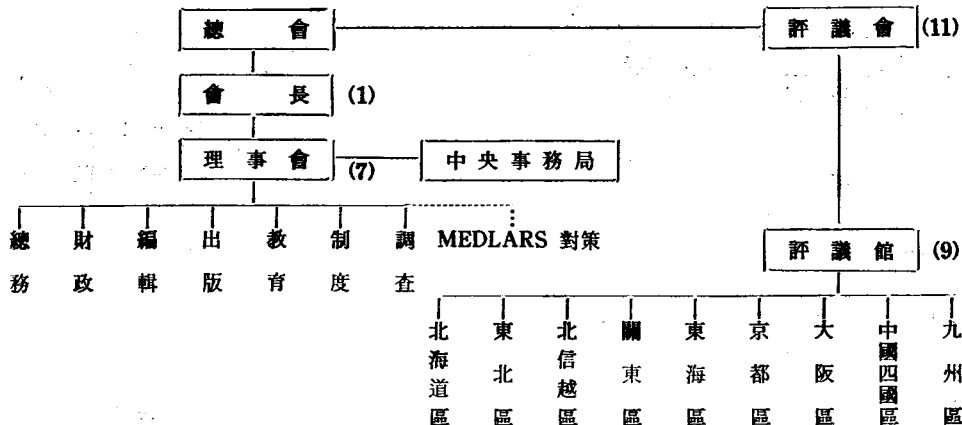 總會
評議會 (11)
會長 (1)
理事會 (7)
中央事務局
總務
財政
編輯
出版
教育
制度
調査
MEDLARS 對策
評議館 (9)
北海道區
東北區
北信越區
關東區
東海區
京都區
大阪區
中國四國區
九州區